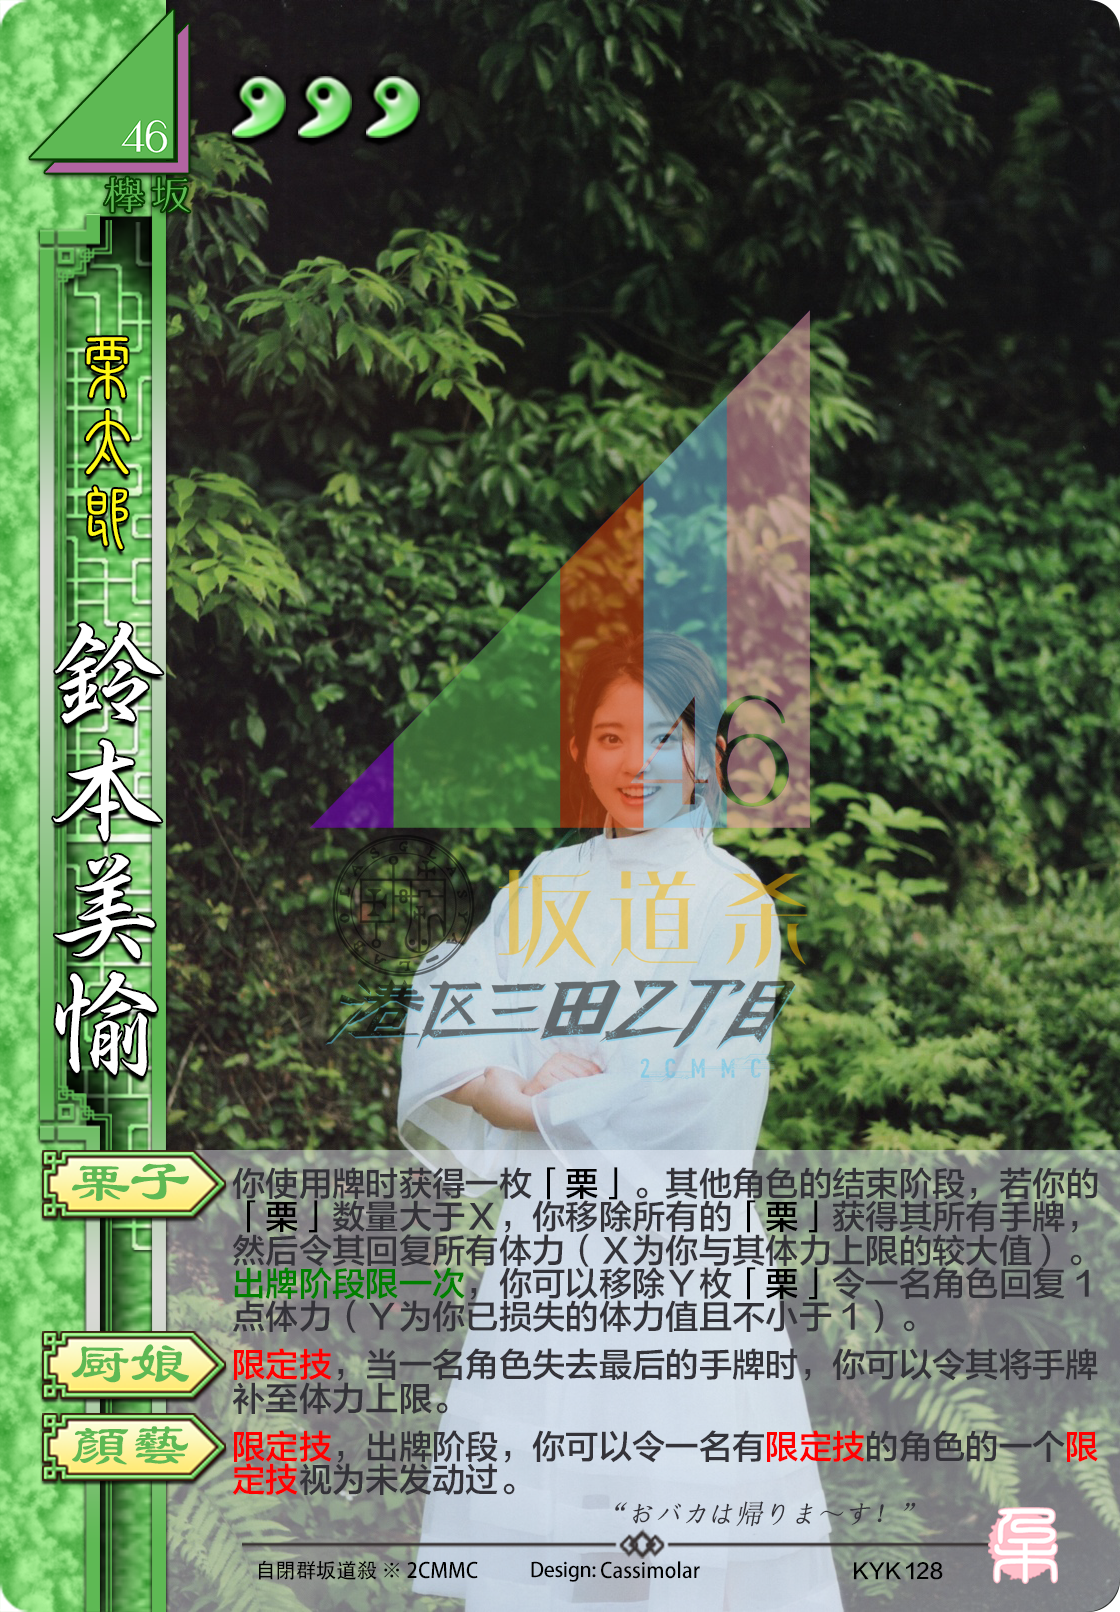 46
欅坂
栗太郎
鈴本美愉
46
坂道杀
港区三田乙丁目
2CMMC
栗子
你使用牌时获得一枚「栗」。其他角色的结束阶段，若你的
「栗」数量大于Ｘ，你移除所有的「栗」获得其所有手牌，
然后令其回复所有体力（Ｘ为你与其体力上限的较大值）。
出牌阶段限一次，你可以移除Ｙ枚「栗」令一名角色回复１
点体力（Ｙ为你已损失的体力值且不小于１）。
厨娘
限定技，当一名角色失去最后的手牌时，你可以令其将手牌
补至体力上限。
顏藝
限定技，出牌阶段，你可以令一名有限定技的角色的一个限
定技视为未发动过。
“おバカは帰りま～す！”
自閉群坂道殺 ※ 2CMMC
Design: Cassimolar
KYK 128